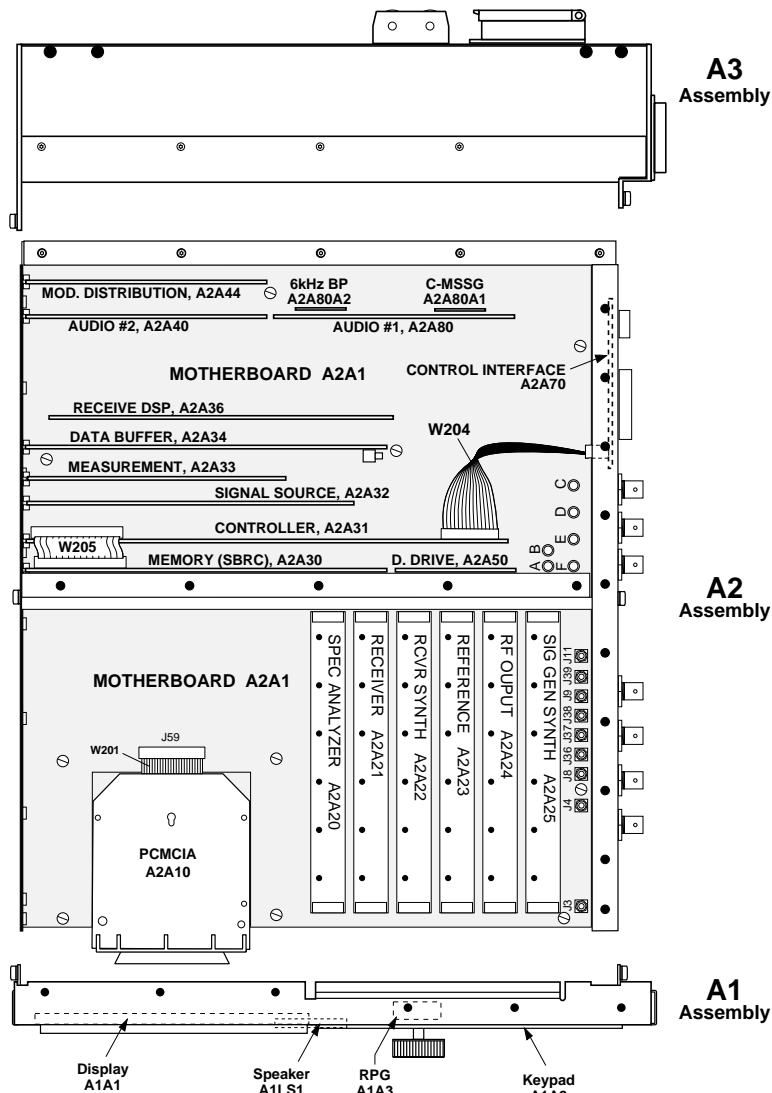 A3
Assembly
MOD. DISTRIBUTION, A2A44
6kHz BP
A2A80A2
C-MSSG
A2A80A1
AUDIO #2, A2A40
AUDIO #1, A2A80
MOTHERBOARD A2A1
CONTROL INTERFACE
A2A70
RECEIVE DSP, A2A36
DATA BUFFER, A2A34
W204
MEASUREMENT, A2A33
SIGNAL SOURCE, A2A32
CONTROLLER, A2A31
W205
MEMORY (SBRC), A2A30
D. DRIVE, A2A50
C
D
E
B
A
F
A2
Assembly
MOTHERBOARD A2A1
SPEC ANALYZER A2A20
RECEIVER A2A21
RCVR SYNTH A2A22
REFERENCE A2A23
RF OUPUT A2A24
SIG GEN SYNTH A2A25
J11
J39
J9
J38
J37
J36
J8
J4
J3
J59
W201
PCMCIA
A2A10
A1
Assembly
Display
A1A1
Speaker
A1LS1
RPG
A1A3
Keypad